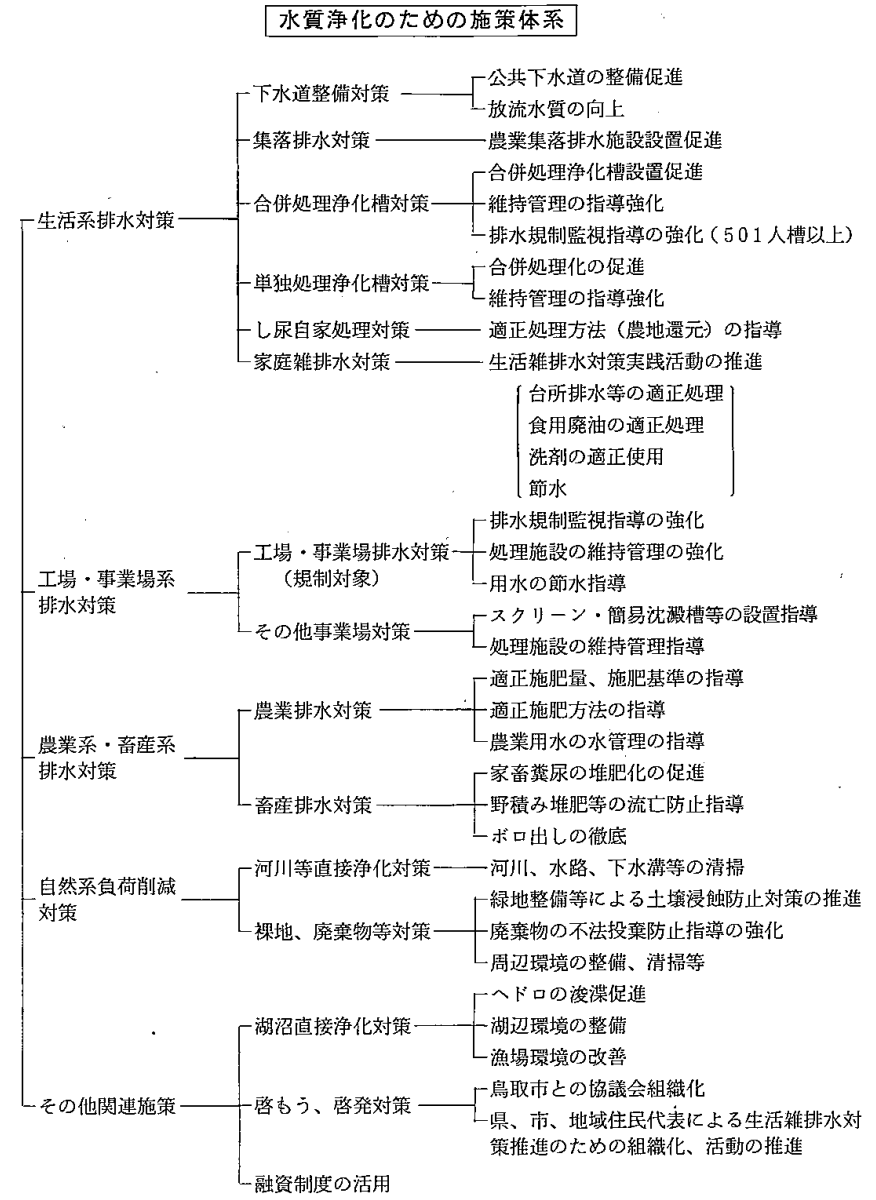 水質浄化のための施策体系
生活系排水対策
下水道整備対策
公共下水道の整備促進
放流水質の向上
集落排水対策
農業集落排水施設設置促進
合併処理浄化槽対策
合併処理浄化槽設置促進
維持管理の指導強化
排水規制監視指導の強化(501人槽以上)
単独処理浄化槽対策
合併処理化の促進
維持管理の指導強化
し尿自家処理対策
適正処理方法(農地還元)の指導
家庭雑排水対策
生活雑排水対策実践活動の推進
台所排水等の適正処理
食用廃油の適正処理
洗剤の適正使用
節水
工場・事業場系
排水対策
工場・事業場排水対策
(規制対象)
排水規制監視指導の強化
処理施設の維持管理の強化
用水の節水指導
その他事業場対策
スクリーン・簡易沈澱槽等の設置指導
処理施設の維持管理指導
農業系・畜産系
排水対策
農業排水対策
適正施肥量、施肥基準の指導
適正施肥方法の指導
農業用水の水管理の指導
畜産排水対策
家畜糞尿の堆肥化の促進
野積み堆肥等の流亡防止指導
ボロ出しの徹底
自然系負荷削減
対策
河川等直接浄化対策
河川、水路、下水溝等の清掃
裸地、廃棄物等対策
緑地整備等による土壌浸蝕防止対策の推進
廃棄物の不法投棄防止指導の強化
周辺環境の整備、清掃等
その他関連施策
湖沼直接浄化対策
ヘドロの浚渫促進
湖辺環境の整備
漁場環境の改善
啓もう、啓発対策
鳥取市との協議会組織化
県、市、地域住民代表による生活雑排水対
策推進のための組織化、活動の推進
融資制度の活用